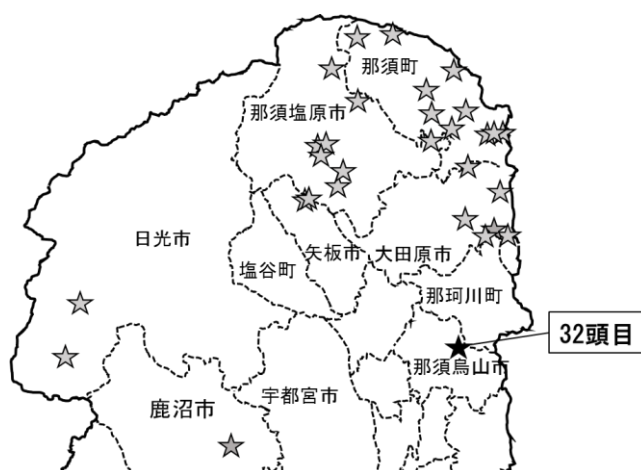 那須町
那須塩原市
日光市
矢板市
大田原市
塩谷町
那珂川町
32頭目
那須烏山市
宇都宮市
鹿沼市